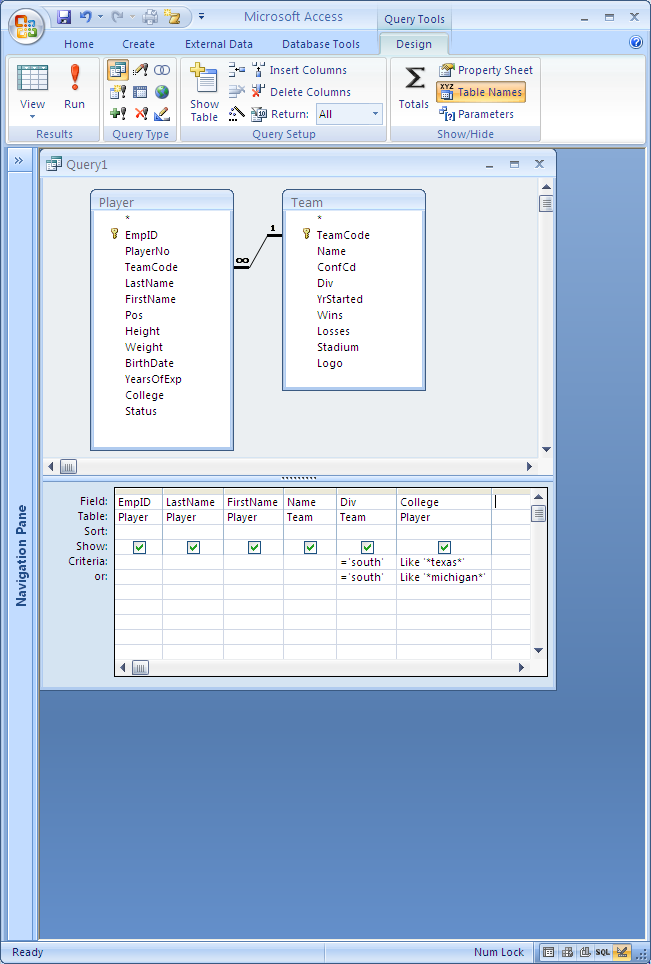 Microsoft Access
Query Tools
Home
Create
External Data
Database Tools
Design
View
Run
Show Table
Insert Columns
Delete Columns
Return: All
Totals
Property Sheet
XYZ Table Names
Parameters
Results
Query Type
Query Setup
Show/Hide
Query1
Player
*
EmpID
PlayerNo
TeamCode
LastName
FirstName
Pos
Height
Weight
BirthDate
YearsOfExp
College
Status
∞
1
Team
*
TeamCode
Name
ConfCd
Div
YrStarted
Wins
Losses
Stadium
Logo
Navigation Pane
Field: EmpID LastName FirstName Name Div College
Table: Player Player Player Team Team Player
Sort:
Show:
Criteria: ='south' Like '*texas*'
or: ='south' Like '*michigan*'
Ready
Num Lock
SQL